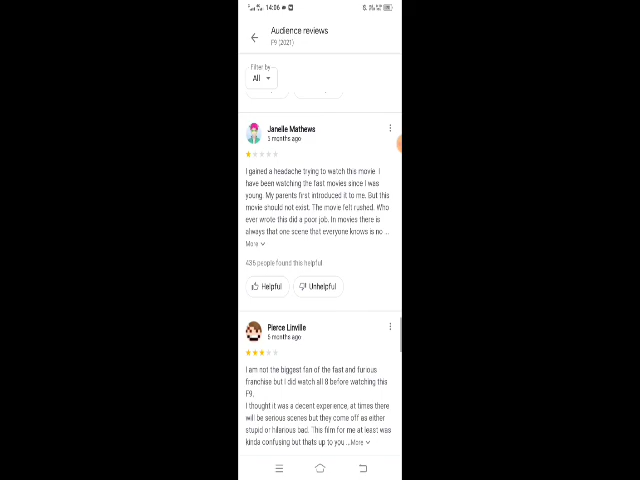 14:06
Audience reviews
F9 (2021)
Filter by
All
Janelle Mathews
5 months ago
I gained a headache trying to watch this movie. I
have been watching the fast movies since I was
young. My parents first introduced it to me. But this
movie should not exist. The movie felt rushed. Who
ever wrote this did a poor job. In movies there is
always that one scene that everyone knows is no ...
More
436 people found this helpful
Helpful
Unhelpful
Pierce Linville
5 months ago
I am not the biggest fan of the fast and furious
franchise but I did watch all 8 before watching this
F9,
I thought it was a decent experience, at times there
will be serious scenes but they come off as either
stupid or hilarious bad. This film for me at least was
kinda confusing but thats up to you ...More